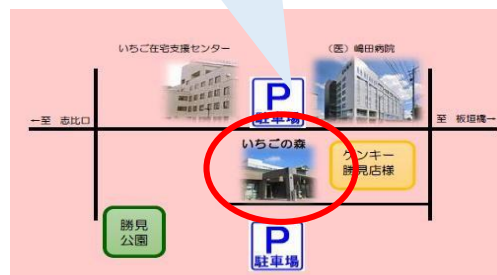 いちご在宅支援センター
(医)嶋田病院
P
駐車場
←至 志比口
至 板垣橋→
いちごの森
ゲンキー
勝見店様
勝見
公園
P
駐車場